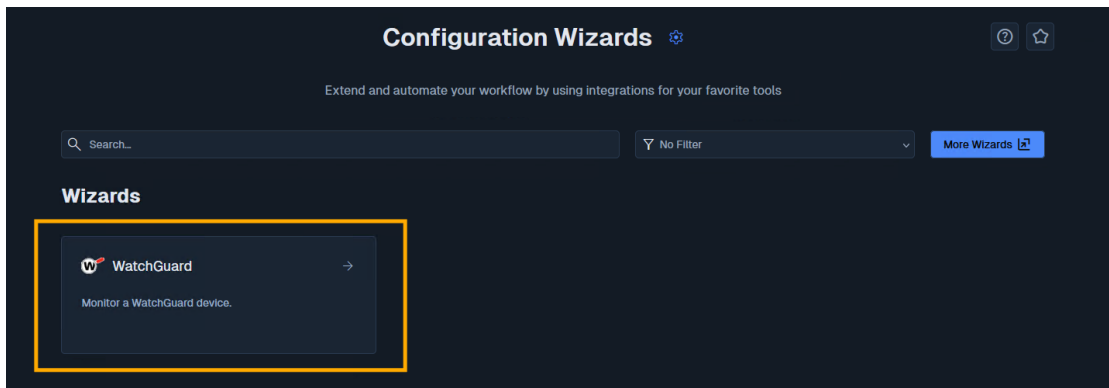 Configuration Wizards
Extend and automate your workflow by using integrations for your favorite tools
Search...
No Filter
More Wizards
Wizards
W WatchGuard
Monitor a WatchGuard device.